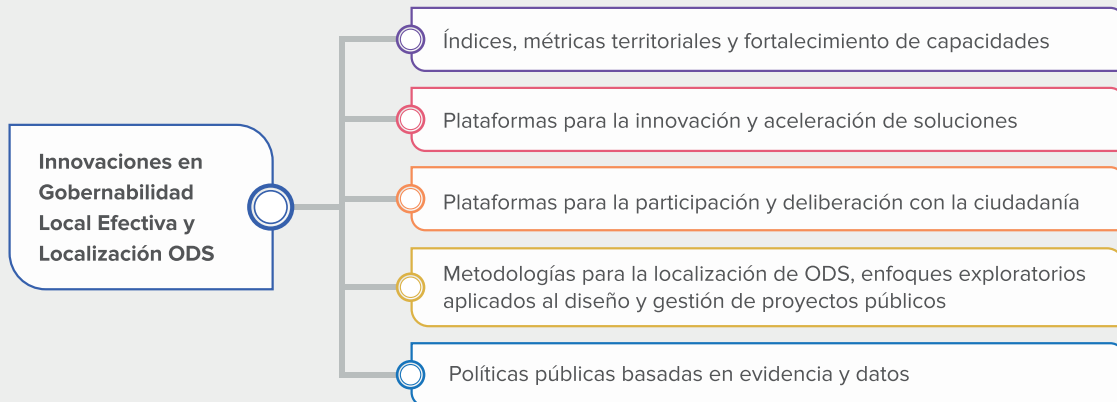 Innovaciones en
Gobernabilidad
Local Efectiva y
Localización ODS
Índices, métricas territoriales y fortalecimiento de capacidades
Plataformas para la innovación y aceleración de soluciones
Plataformas para la participación y deliberación con la ciudadanía
Metodologías para la localización de ODS, enfoques exploratorios
aplicados al diseño y gestión de proyectos públicos
Políticas públicas basadas en evidencia y datos